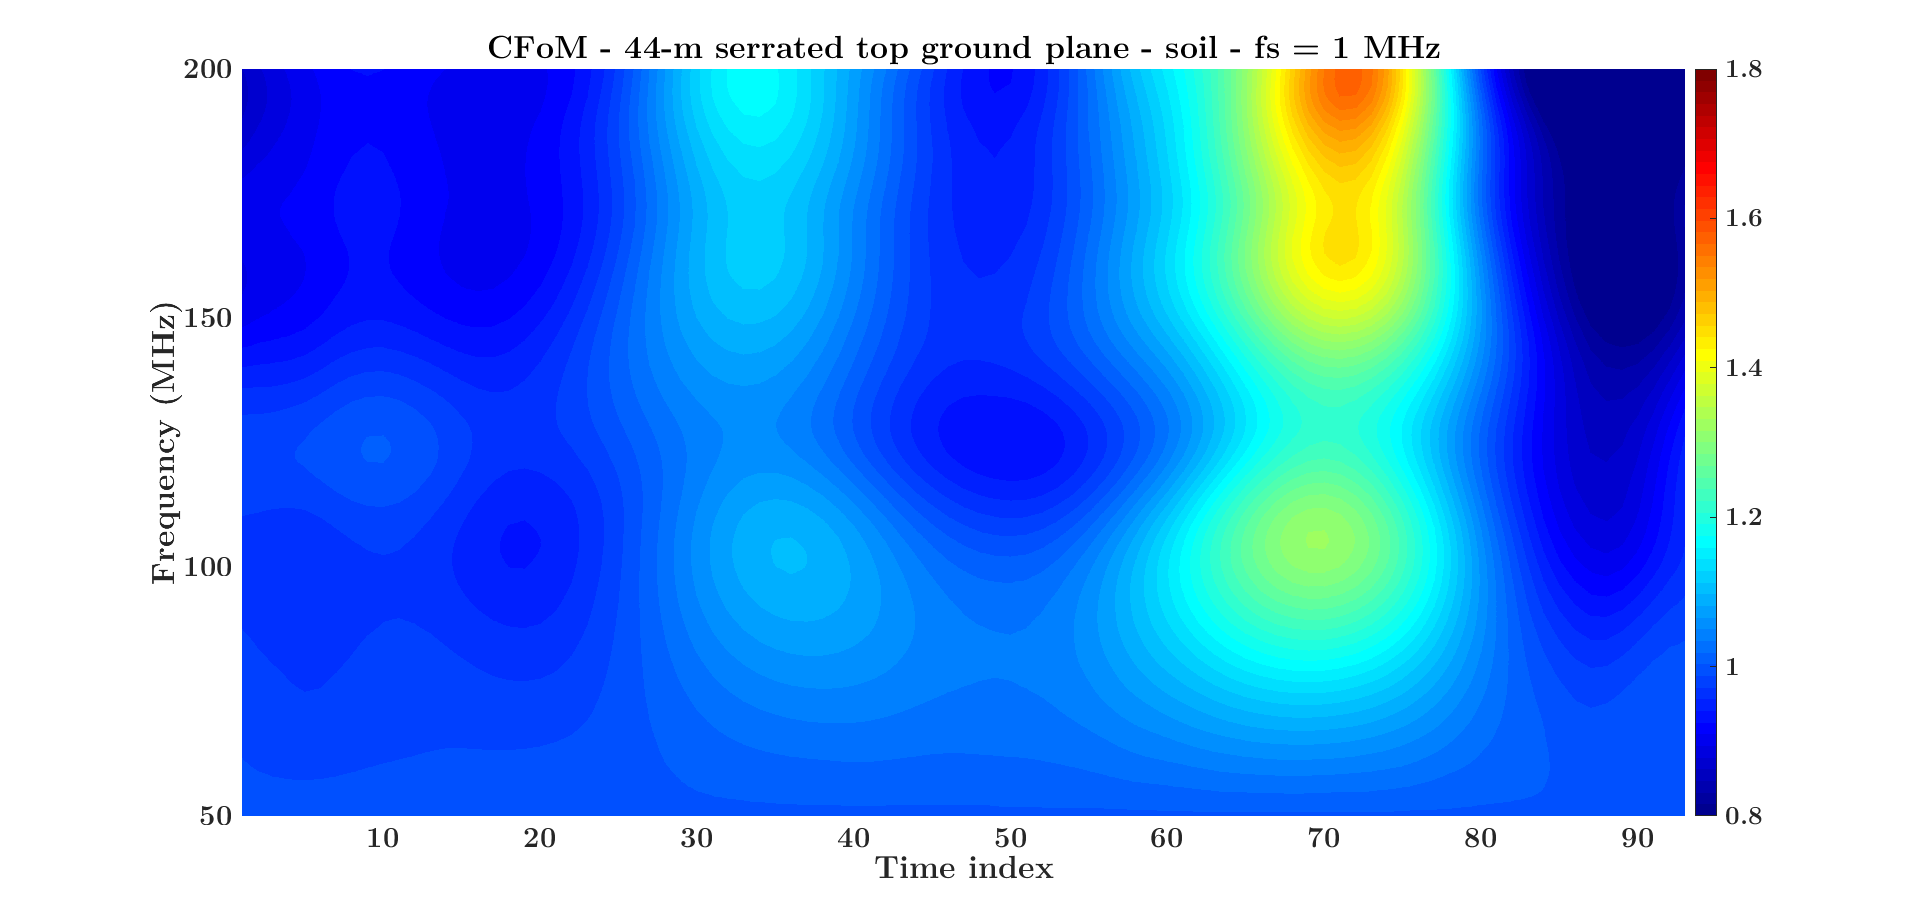 CFoM - 44-m serrated top ground plane - soil - fs = 1 MHz
200
150
100
50
Frequency (MHz)
10 20 30 40 50 60 70 80 90
Time index
1.8
1.6
1.4
1.2
1
0.8